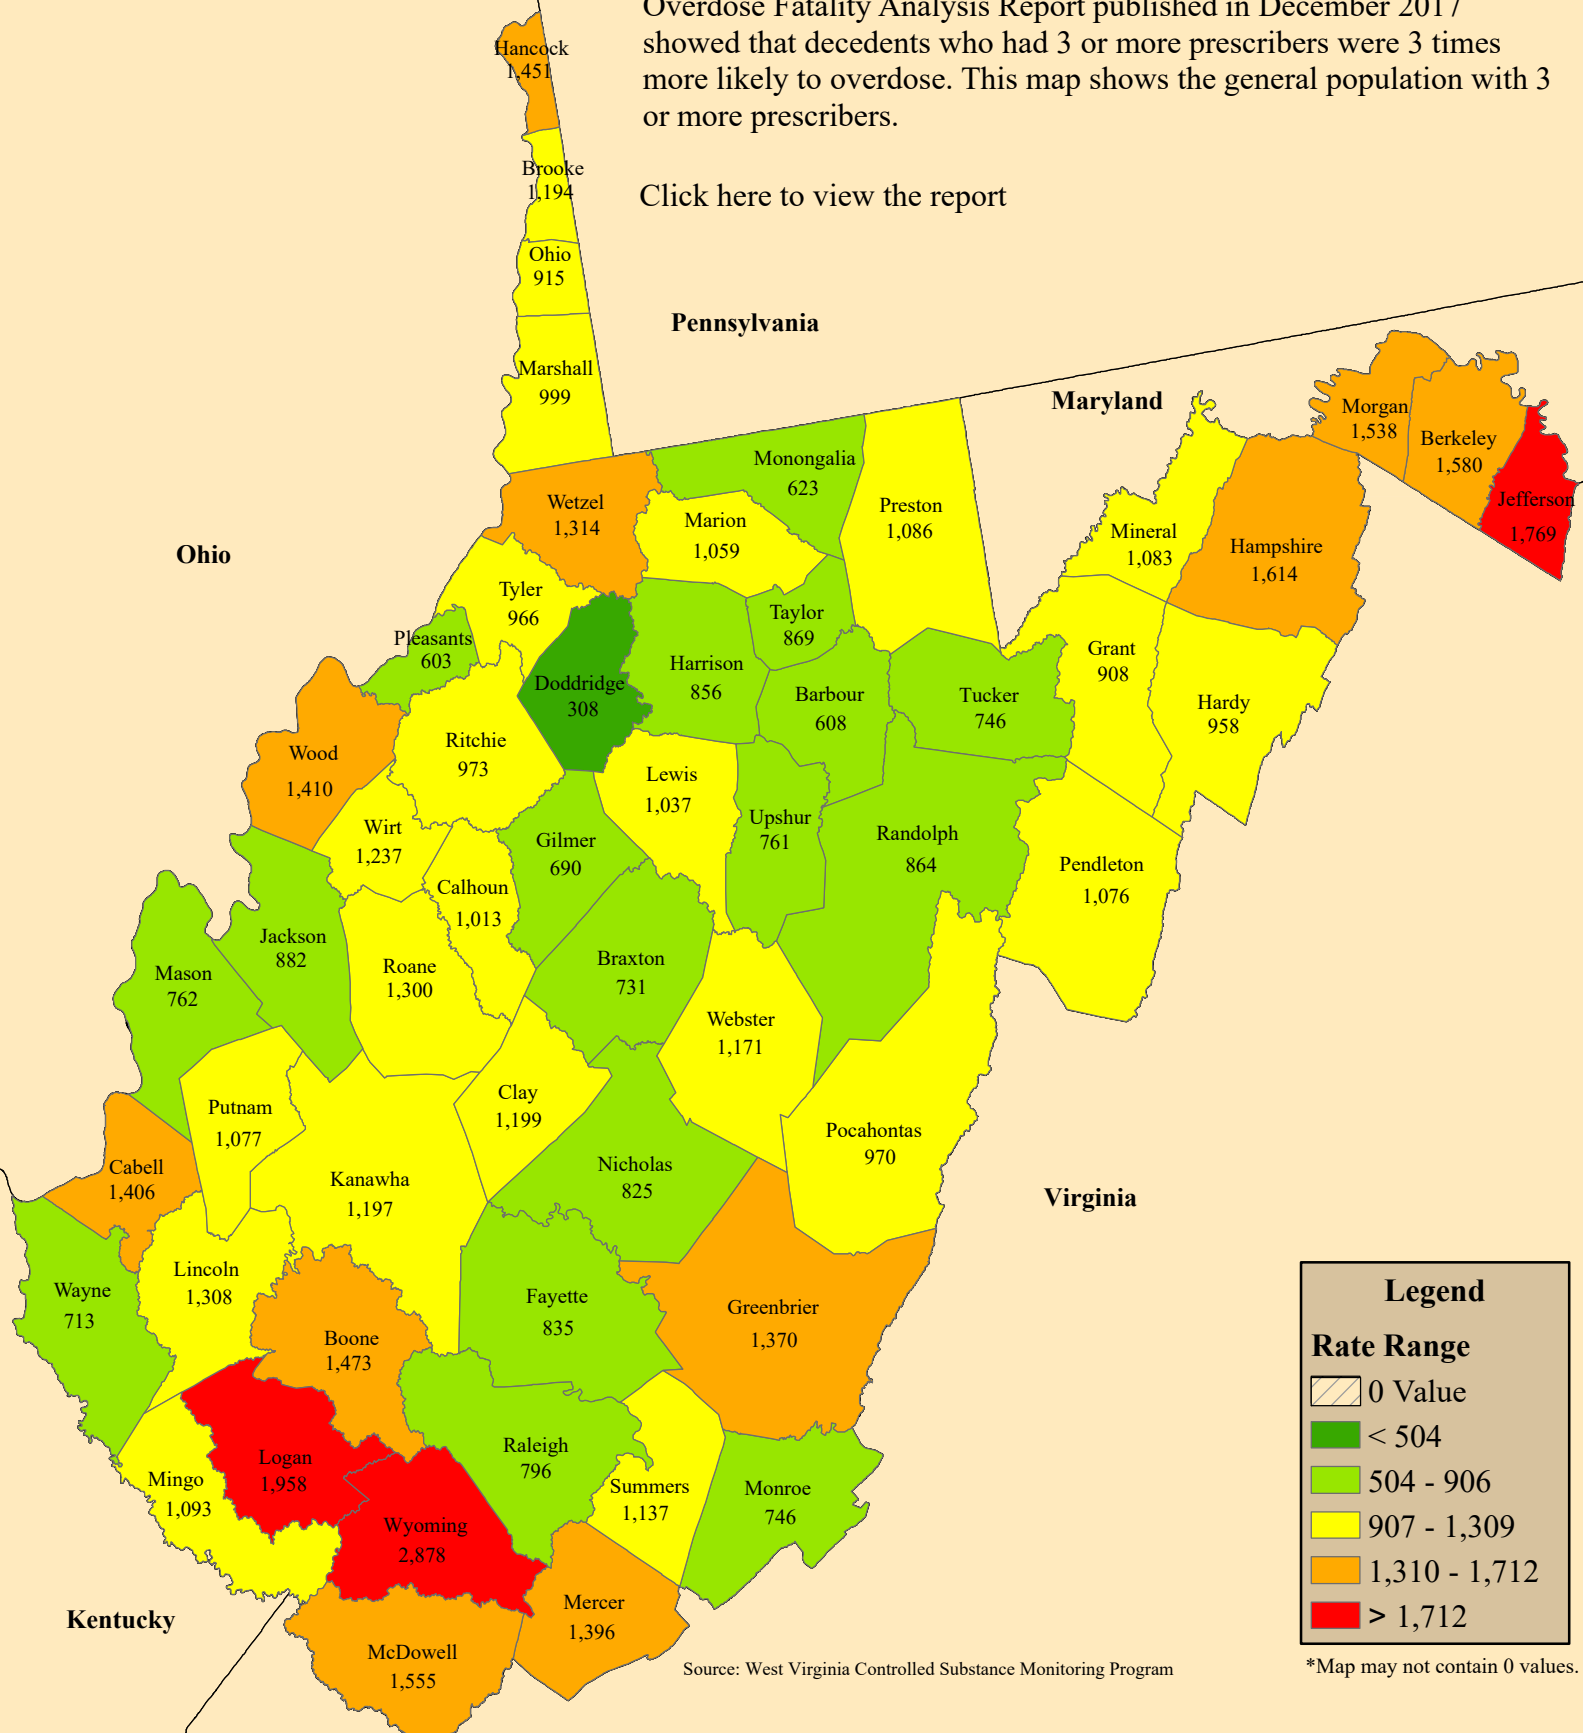 Overdose Fatality Analysis Report published in December 2017
showed that decedents who had 3 or more prescribers were 3 times
more likely to overdose. This map shows the general population with 3
or more prescribers.
Click here to view the report
Hancock
1,451
Brooke
1,194
Ohio
915
Marshall
999
Pennsylvania
Maryland
Morgan
1,538
Berkeley
1,580
Jefferson
1,769
Monongalia
623
Preston
1,086
Wetzel
1,314
Marion
1,059
Mineral
1,083
Hampshire
1,614
Ohio
Tyler
966
Taylor
869
Pleasants
603
Harrison
856
Grant
908
Doddridge
308
Barbour
608
Tucker
746
Hardy
958
Ritchie
973
Wood
1,410
Lewis
1,037
Upshur
761
Randolph
864
Wirt
1,237
Gilmer
690
Pendleton
1,076
Calhoun
1,013
Jackson
882
Mason
762
Roane
1,300
Braxton
731
Webster
1,171
Clay
1,199
Putnam
1,077
Pocahontas
970
Cabell
1,406
Kanawha
1,197
Nicholas
825
Virginia
Lincoln
1,308
Wayne
713
Fayette
835
Greenbrier
1,370
Boone
1,473
Logan
1,958
Raleigh
796
Mingo
1,093
Summers
1,137
Monroe
746
Wyoming
2,878
Mercer
1,396
Kentucky
McDowell
1,555
Legend
Rate Range
0 Value
< 504
504 - 906
907 - 1,309
1,310 - 1,712
> 1,712
Source: West Virginia Controlled Substance Monitoring Program
*Map may not contain 0 values.